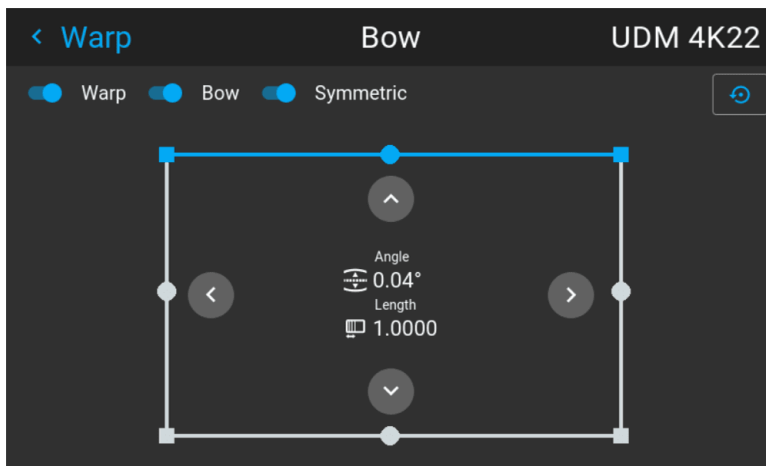 Warp Bow UDM 4K22
Warp Bow Symmetric
Angle
0.04°
Length
1.0000